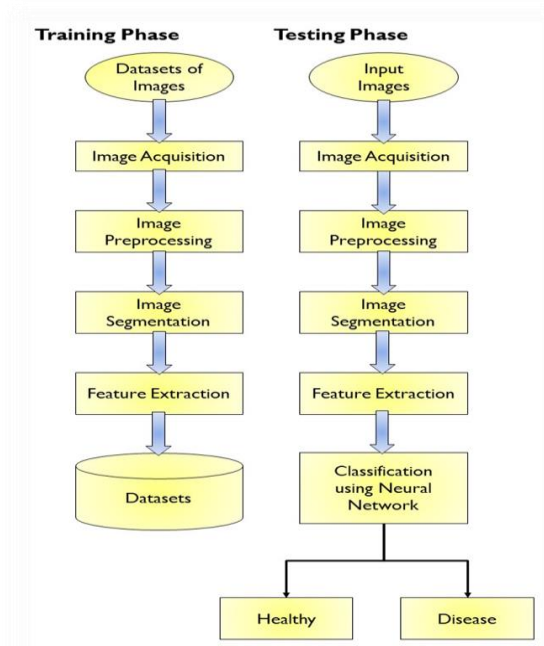 Training Phase
Datasets of
Images
Image Acquisition
Image
Preprocessing
Image
Segmentation
Feature Extraction
Datasets
Testing Phase
Input
Images
Image Acquisition
Image
Preprocessing
Image
Segmentation
Feature Extraction
Classification
using Neural
Network
Healthy
Disease